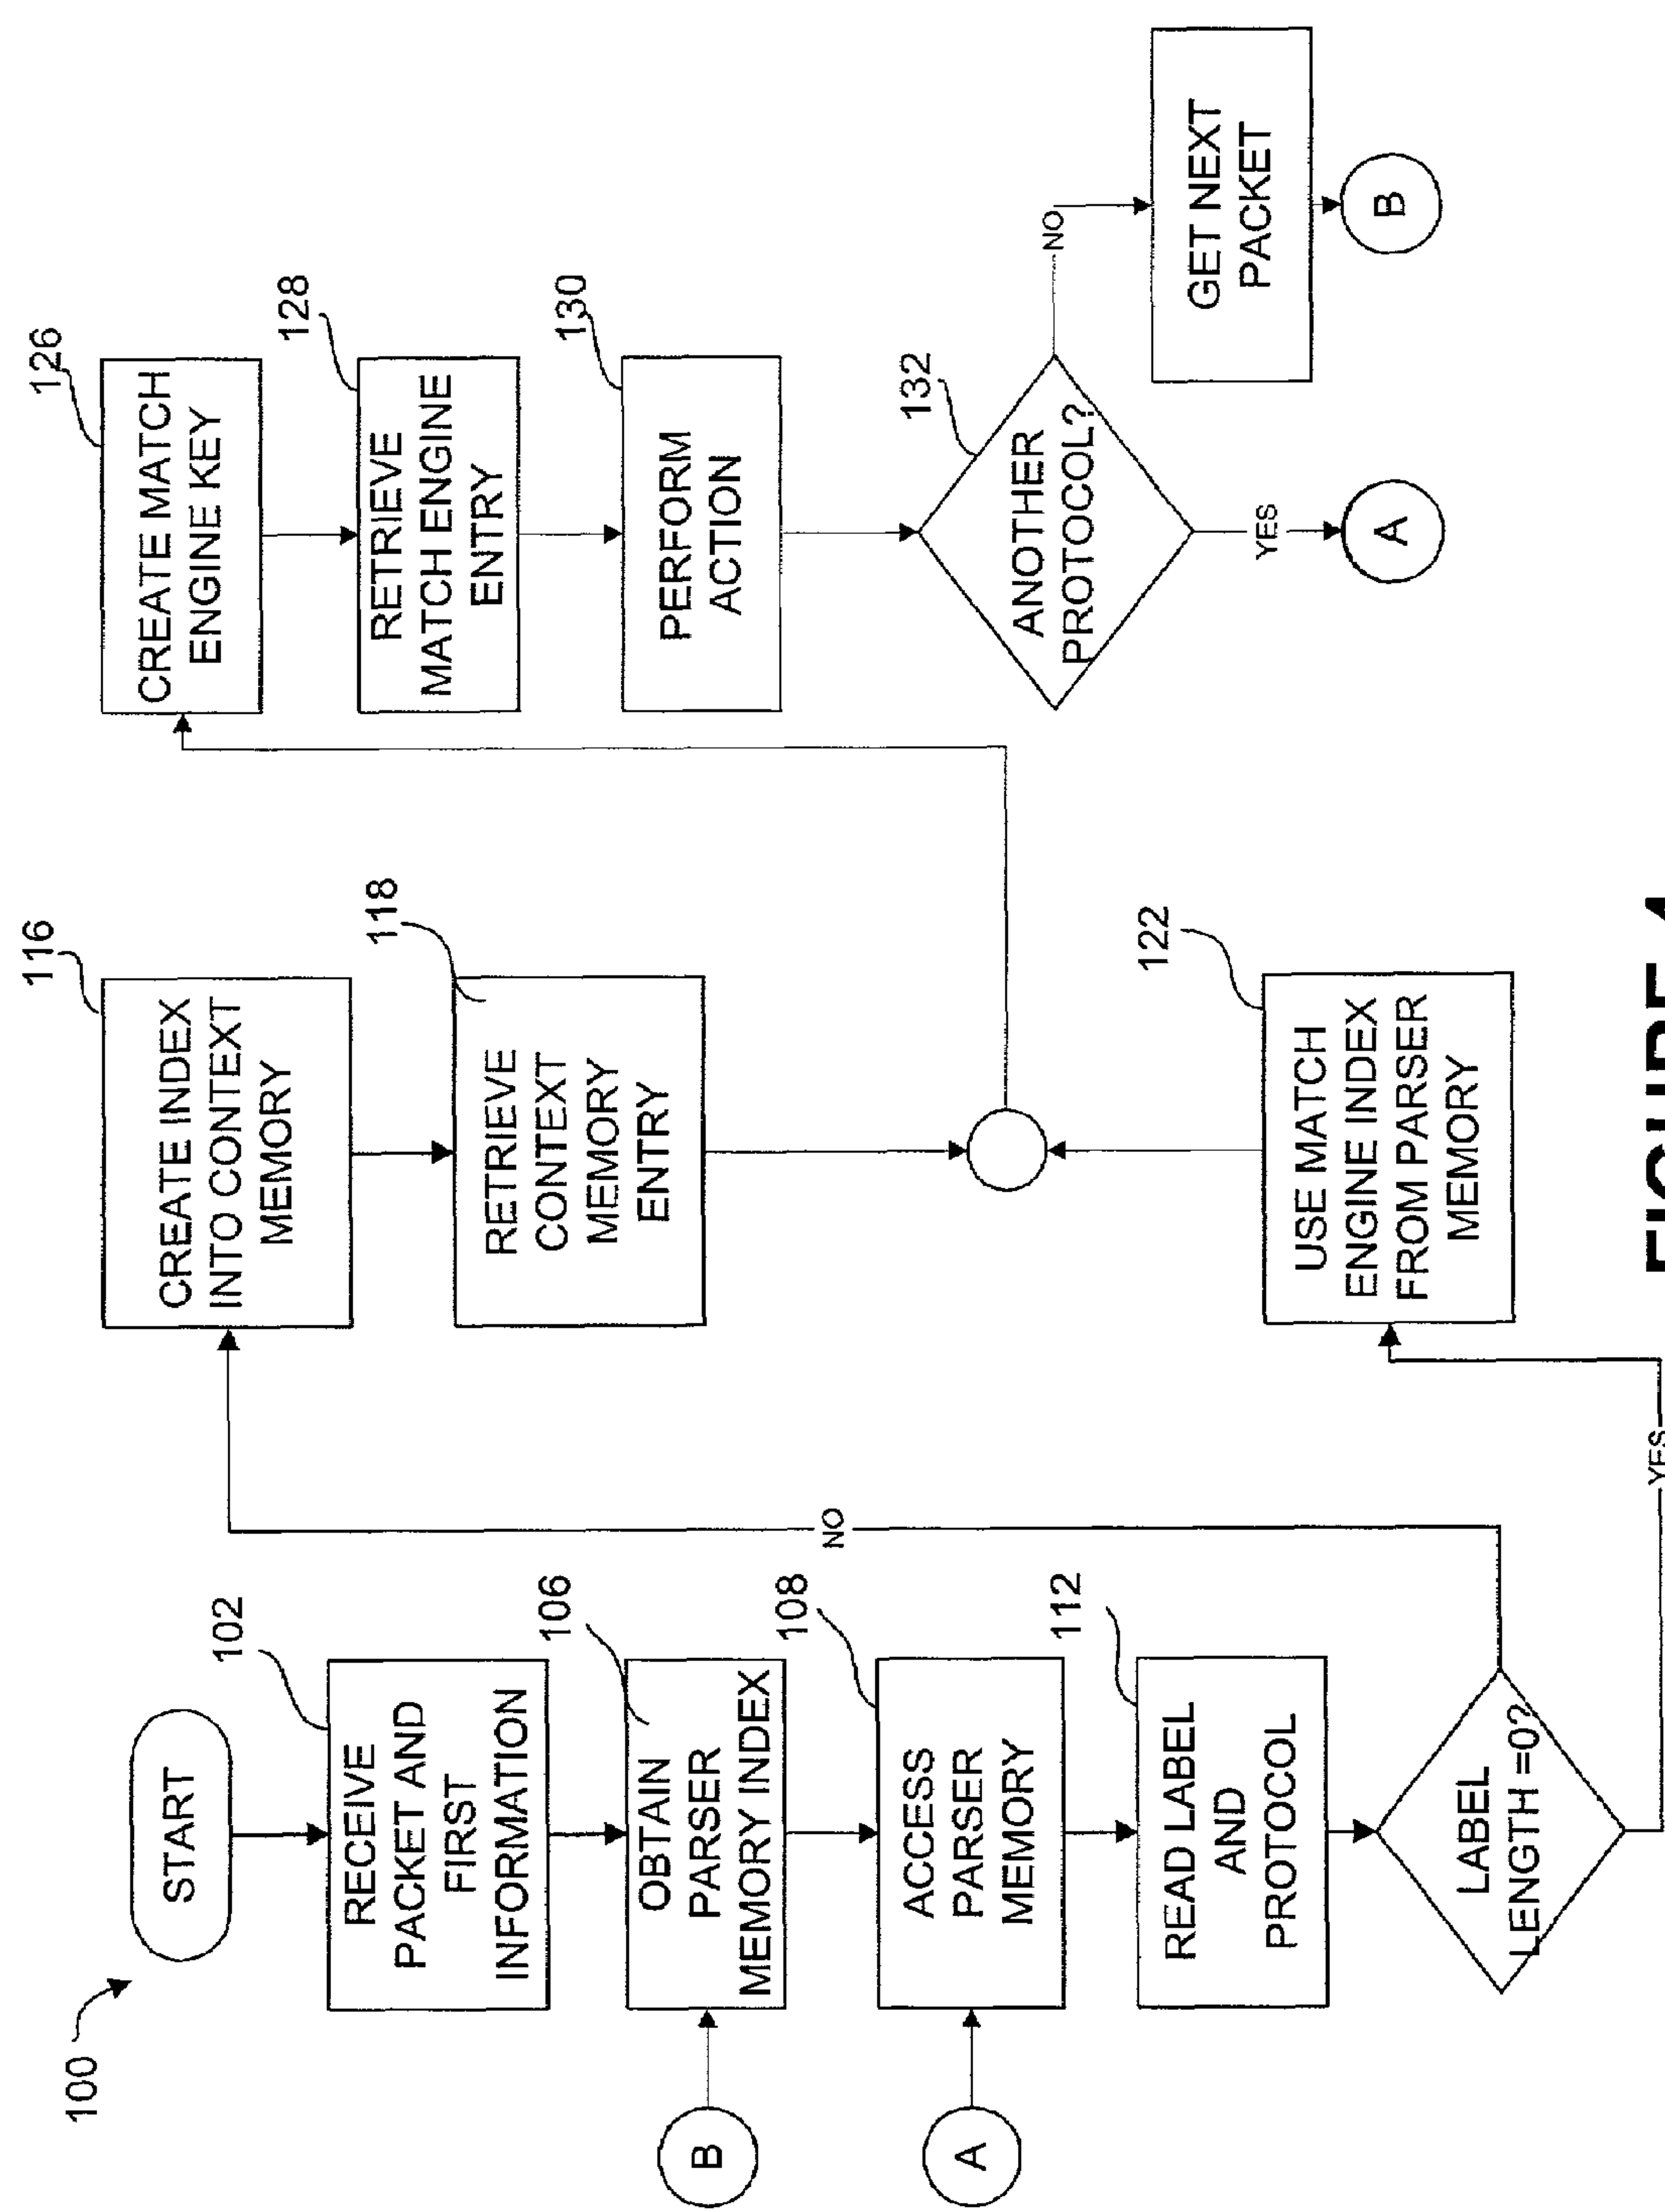 100
START
102
RECEIVE
PACKET AND
FIRST
INFORMATION
B
106
OBTAIN
PARSER
MEMORY INDEX
A
108
ACCESS
PARSER
MEMORY
112
READ LABEL
AND
PROTOCOL
LABEL
LENGTH =0?
NO
YES
116
CREATE INDEX
INTO CONTEXT
MEMORY
118
RETRIEVE
CONTEXT
MEMORY
ENTRY
122
USE MATCH
ENGINE INDEX
FROM PARSER
MEMORY
126
CREATE MATCH
ENGINE KEY
128
RETRIEVE
MATCH ENGINE
ENTRY
130
PERFORM
ACTION
132
ANOTHER
PROTOCOL?
NO
YES
GET NEXT
PACKET
A
B